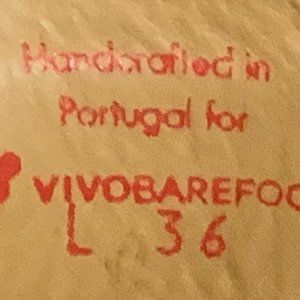 Handcrafted in
Portugal for
VIVOBAREFOO
L 36